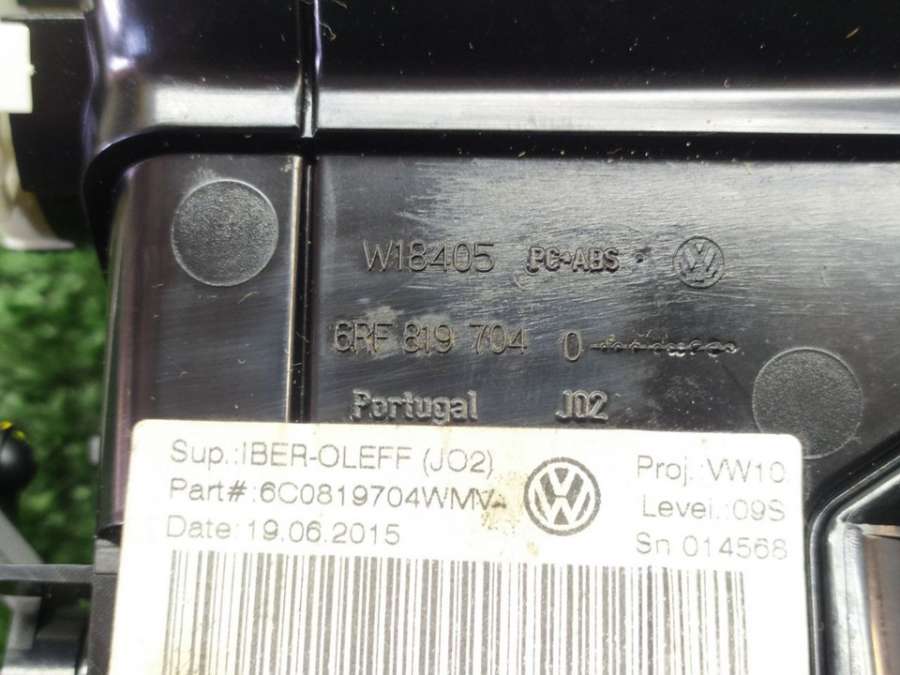 W18405 PC-ABS
6RF 819 704 0
Portugal J02
Sup.:IBER-OLEFF (JO2)
Part#:6C0819704WMV
Date: 19.06.2015
Proj.:VW10
Level.:09S
Sn 014568